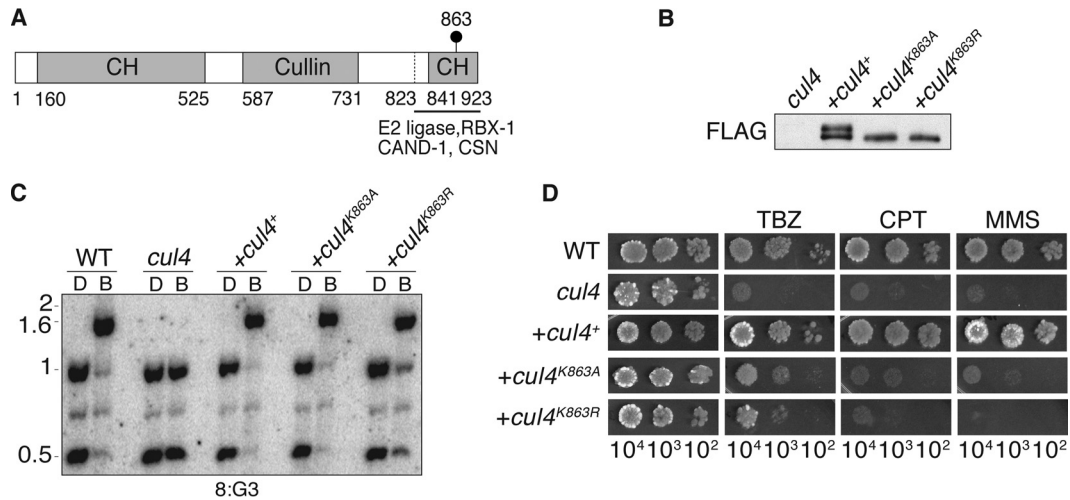 A
863
CH Cullin CH
1 160 525 587 731 823 841 923
E2 ligase,RBX-1
CAND-1, CSN
B
cul4 +cul4+ +cul4K863A +cul4K863R
FLAG
C
WT cul4 +cul4+ +cul4K863A +cul4K863R
D B D B D B D B D B
2-
1.6-
1-
0.5-
8:G3
D
TBZ CPT MMS
WT
cul4
+cul4+
+cul4K863A
+cul4K863R
10⁴ 10³ 10² 10⁴ 10³ 10² 10⁴ 10³ 10² 10⁴ 10³ 10²